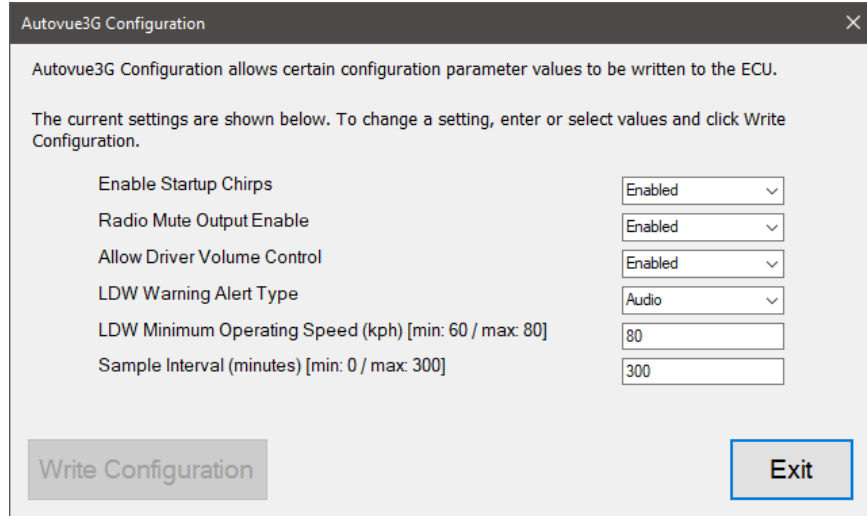 Autovue3G Configuration
Autovue3G Configuration allows certain configuration parameter values to be written to the ECU.
The current settings are shown below. To change a setting, enter or select values and click Write
Configuration.
Enable Startup Chirps Enabled
Radio Mute Output Enable Enabled
Allow Driver Volume Control Enabled
LDW Warning Alert Type Audio
LDW Minimum Operating Speed (kph) [min: 60 / max: 80] 80
Sample Interval (minutes) [min: 0 / max: 300] 300
Write Configuration Exit